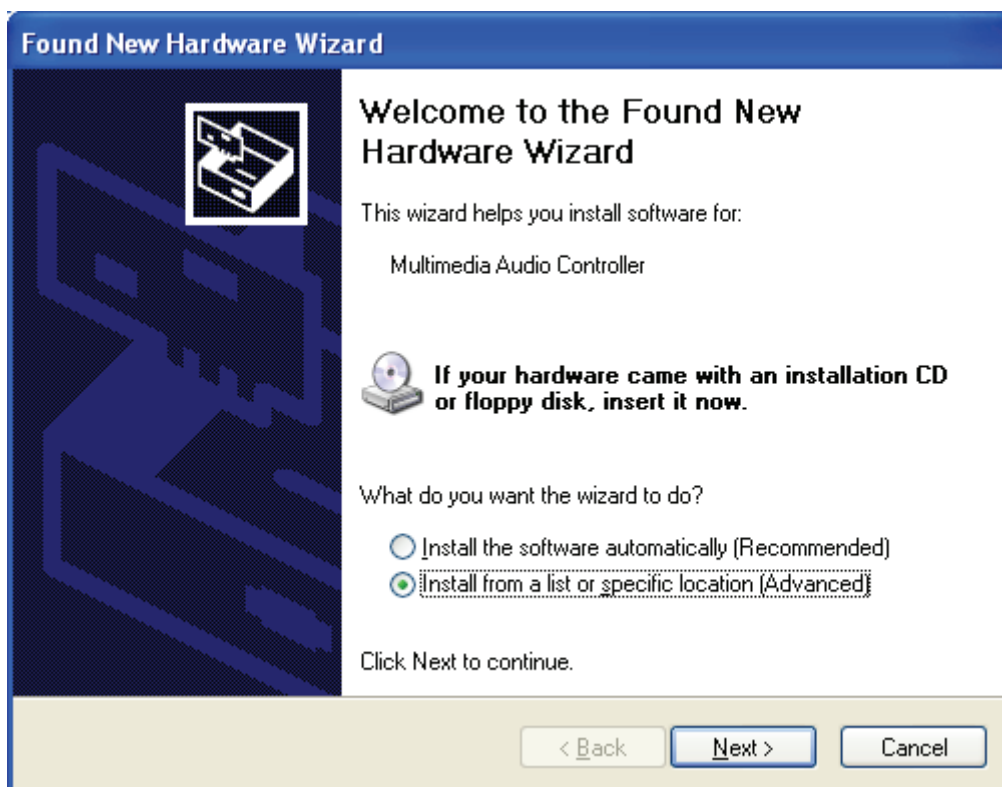 Found New Hardware Wizard
Welcome to the Found New
Hardware Wizard
This wizard helps you install software for:
Multimedia Audio Controller
If your hardware came with an installation CD
or floppy disk, insert it now.
What do you want the wizard to do?
Install the software automatically (Recommended)
Install from a list or specific location (Advanced)
Click Next to continue.
< Back Next > Cancel